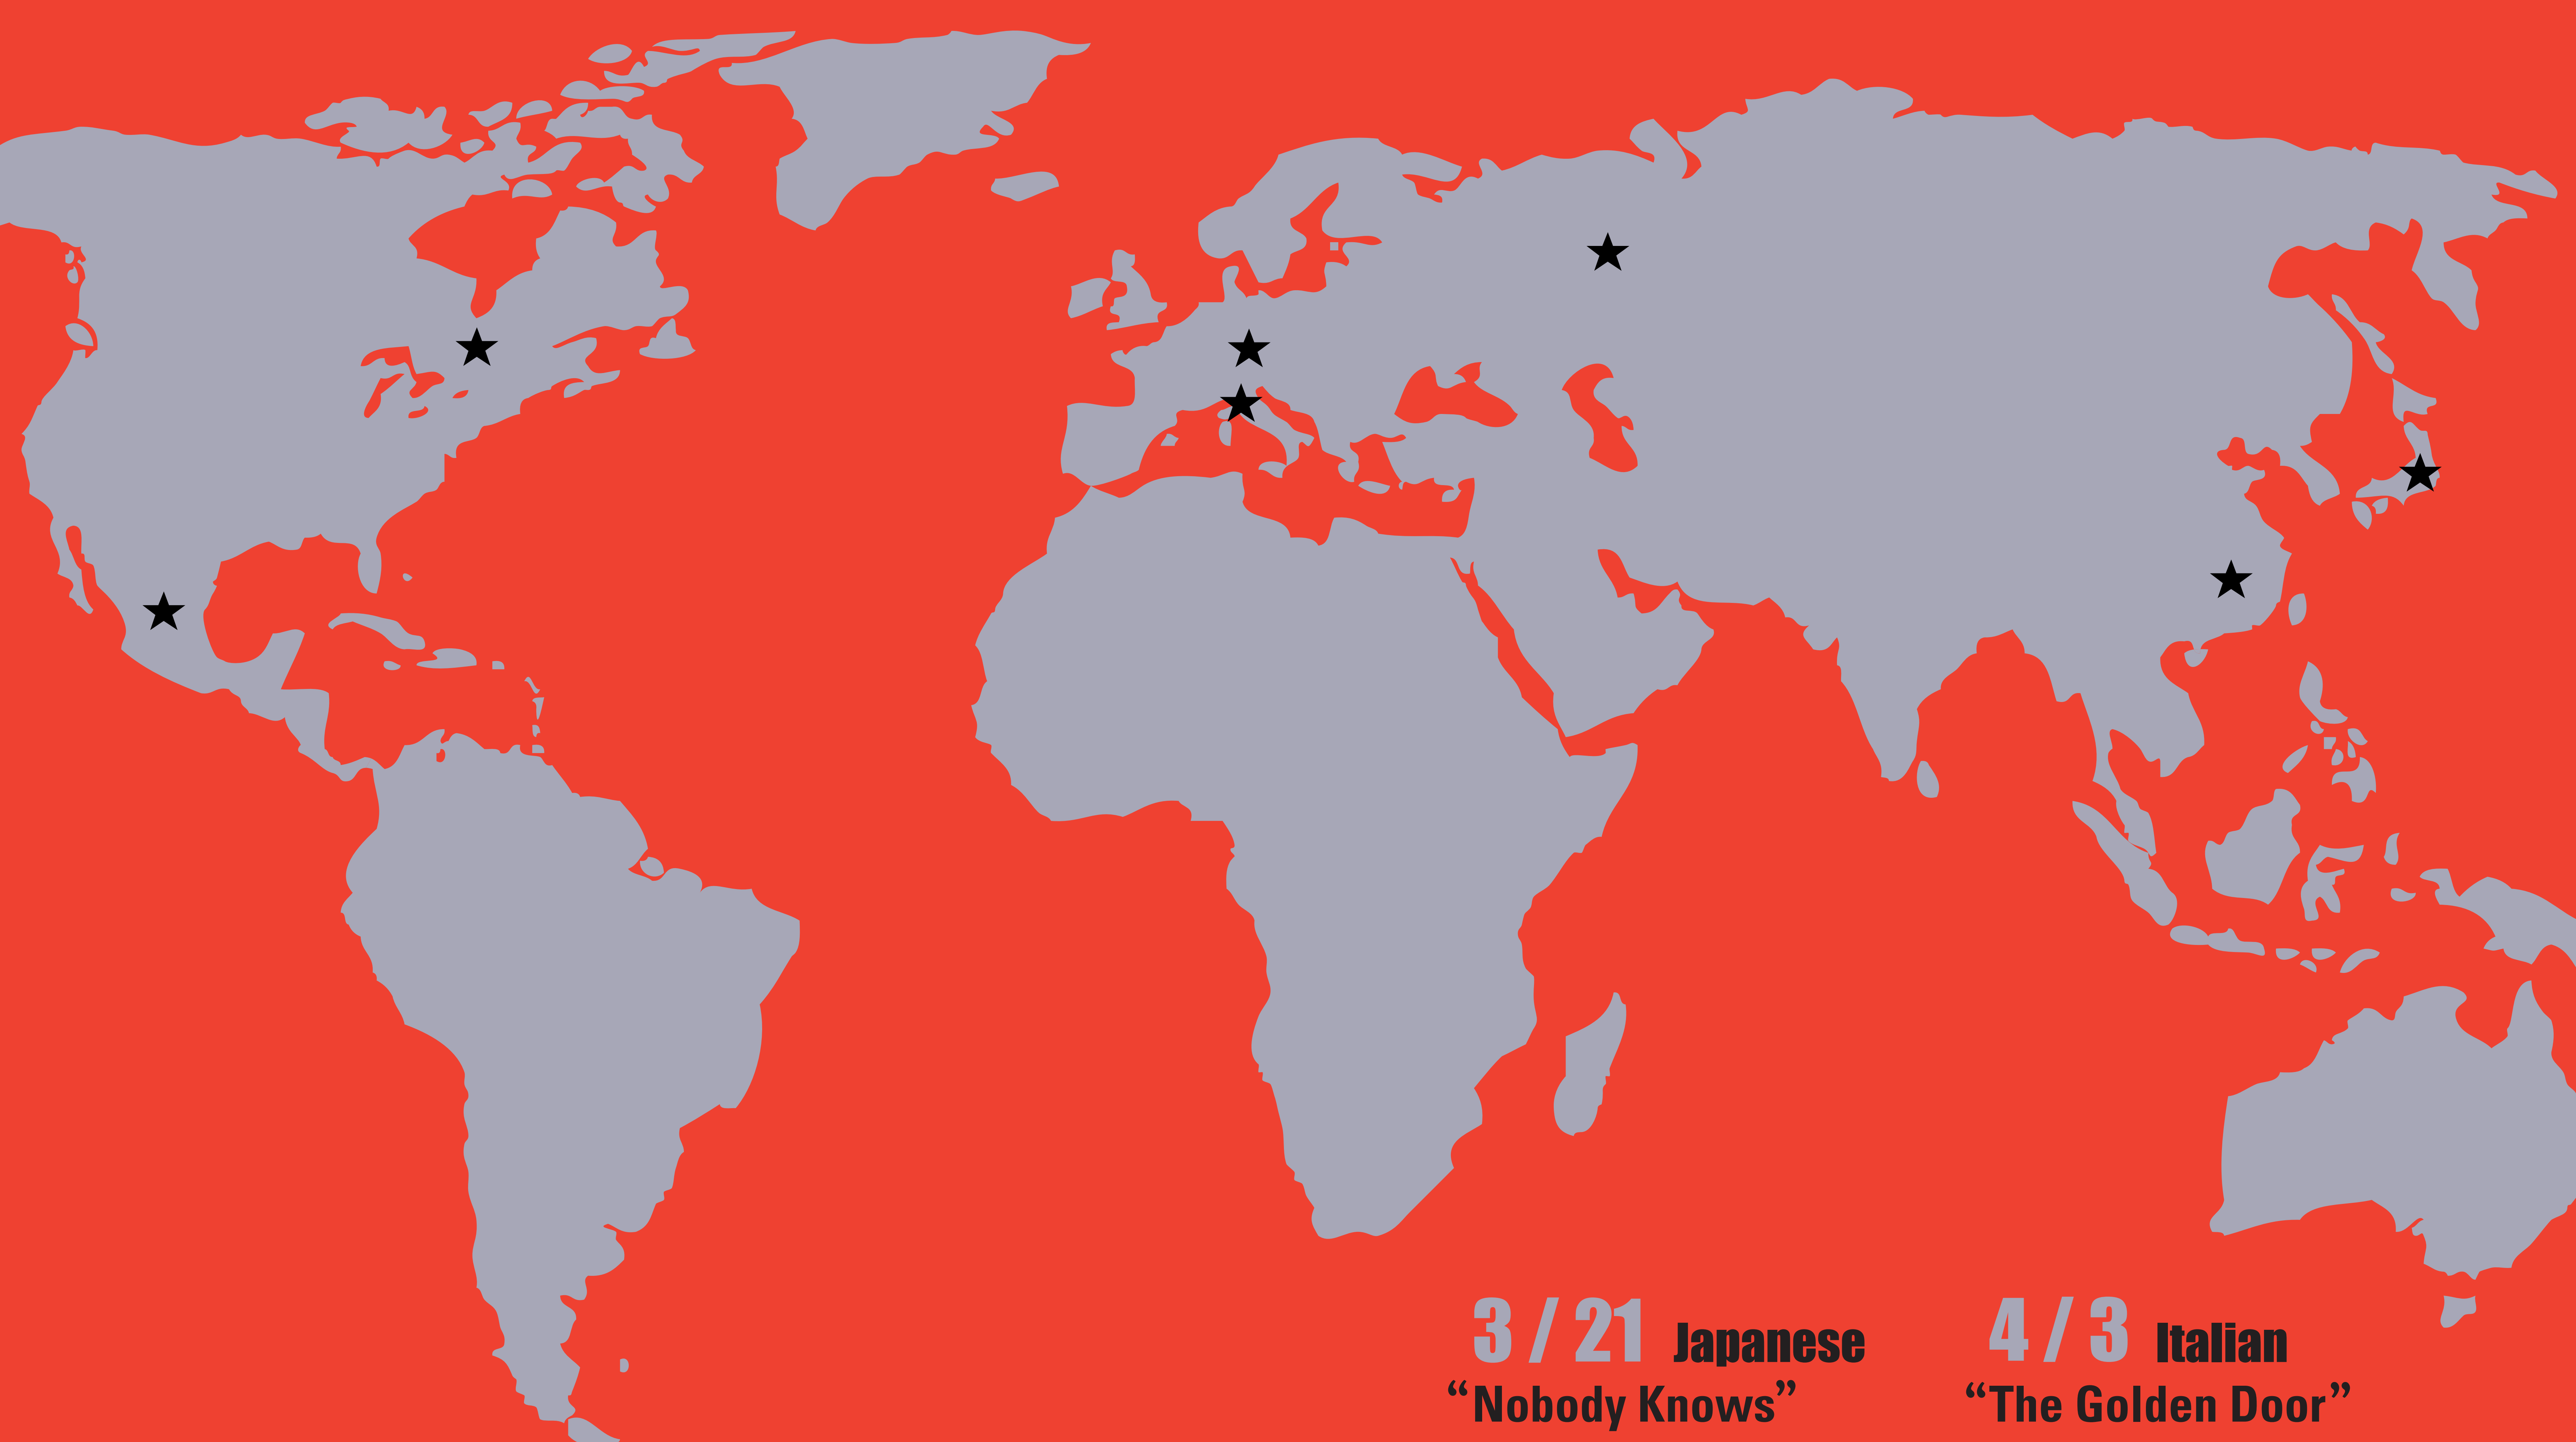 3 / 21 Japanese
“Nobody Knows”
4 / 3 Italian
“The Golden Door”